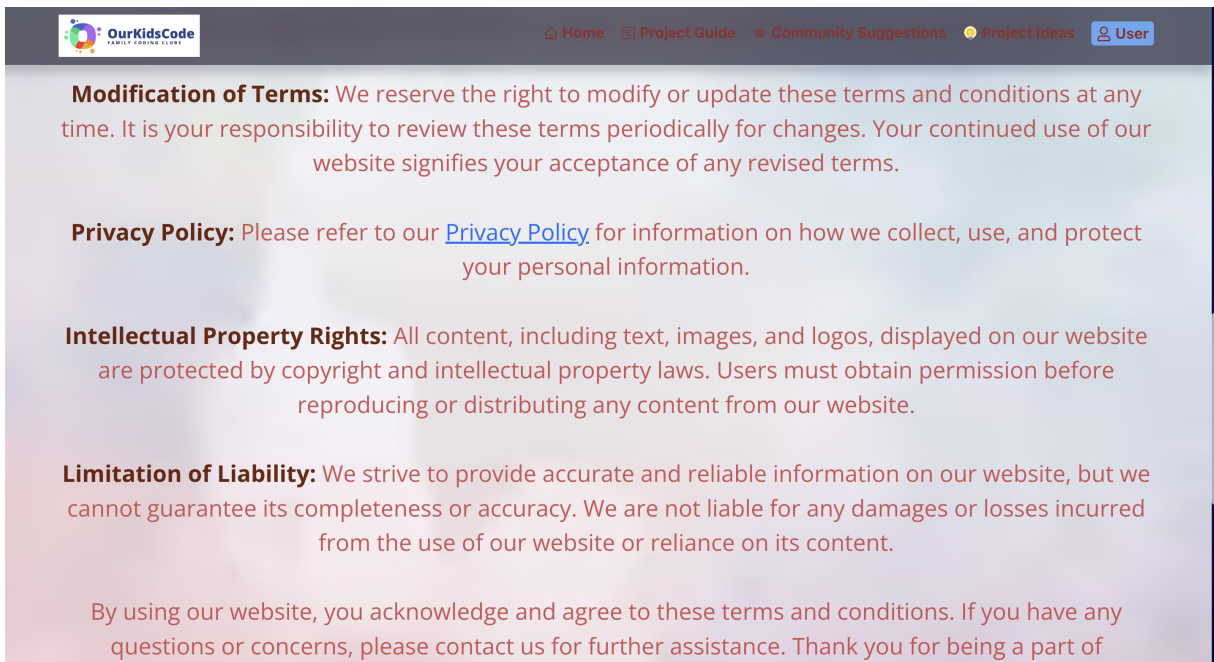 OurKidsCode
FAMILY CODING CLUBS
Home Project Guide Community Suggestions Project Ideas User
Modification of Terms: We reserve the right to modify or update these terms and conditions at any
time. It is your responsibility to review these terms periodically for changes. Your continued use of our
website signifies your acceptance of any revised terms.
Privacy Policy: Please refer to our Privacy Policy for information on how we collect, use, and protect
your personal information.
Intellectual Property Rights: All content, including text, images, and logos, displayed on our website
are protected by copyright and intellectual property laws. Users must obtain permission before
reproducing or distributing any content from our website.
Limitation of Liability: We strive to provide accurate and reliable information on our website, but we
cannot guarantee its completeness or accuracy. We are not liable for any damages or losses incurred
from the use of our website or reliance on its content.
By using our website, you acknowledge and agree to these terms and conditions. If you have any
questions or concerns, please contact us for further assistance. Thank you for being a part of